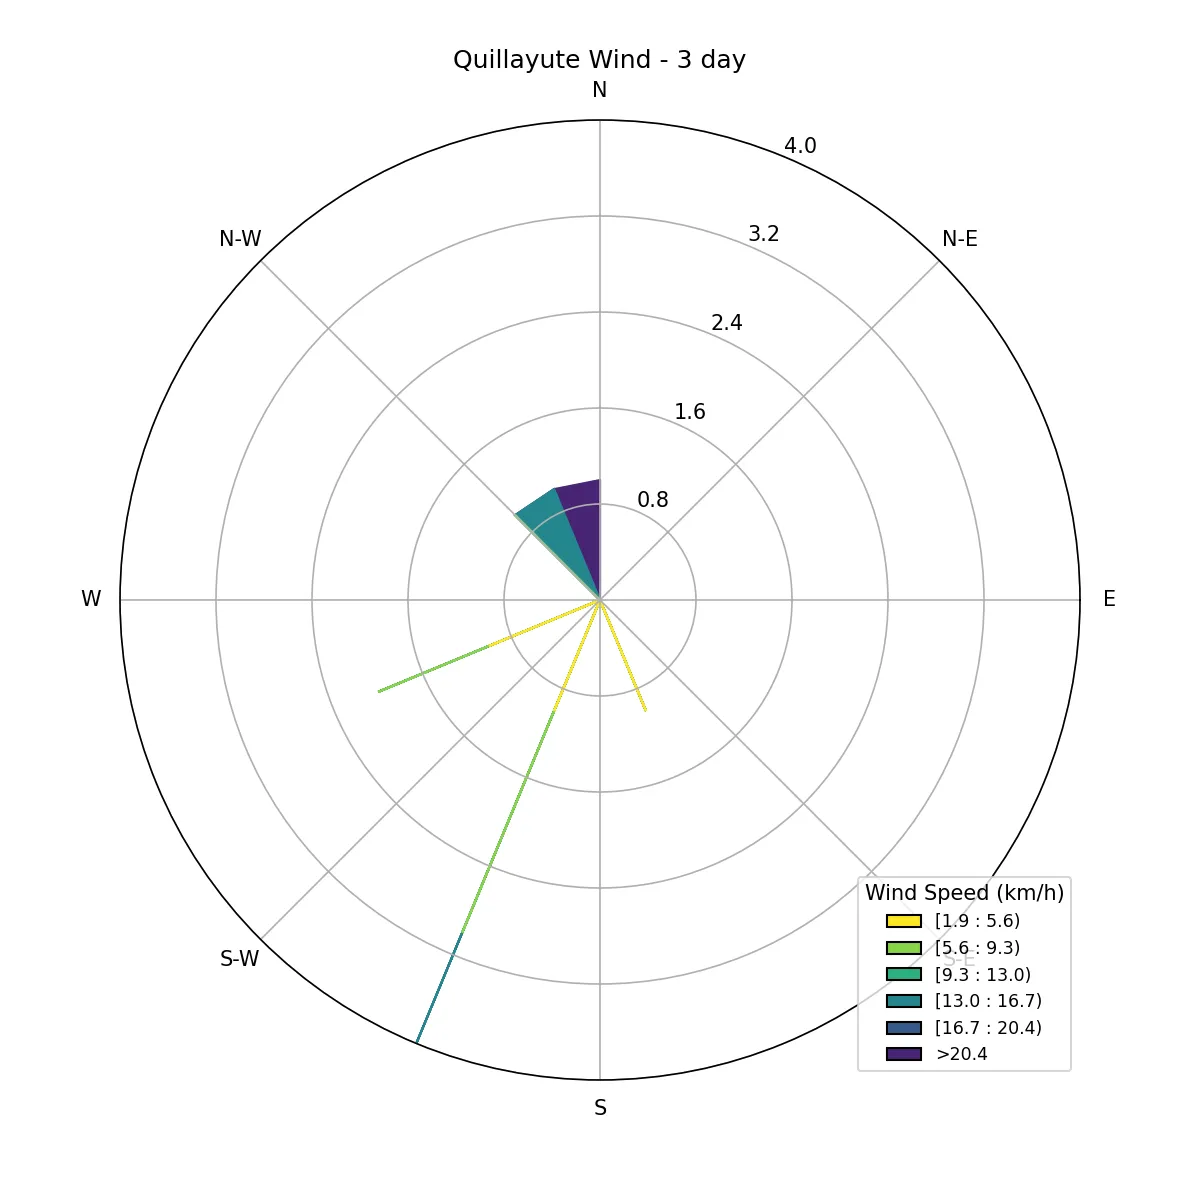 Quillayute Wind - 3 day
N
4.0
N-W
3.2
N-E
2.4
1.6
0.8
W
E
S-W
S-E
S
Wind Speed (km/h)
[1.9 : 5.6)
[5.6 : 9.3)
[9.3 : 13.0)
[13.0 : 16.7)
[16.7 : 20.4)
>20.4